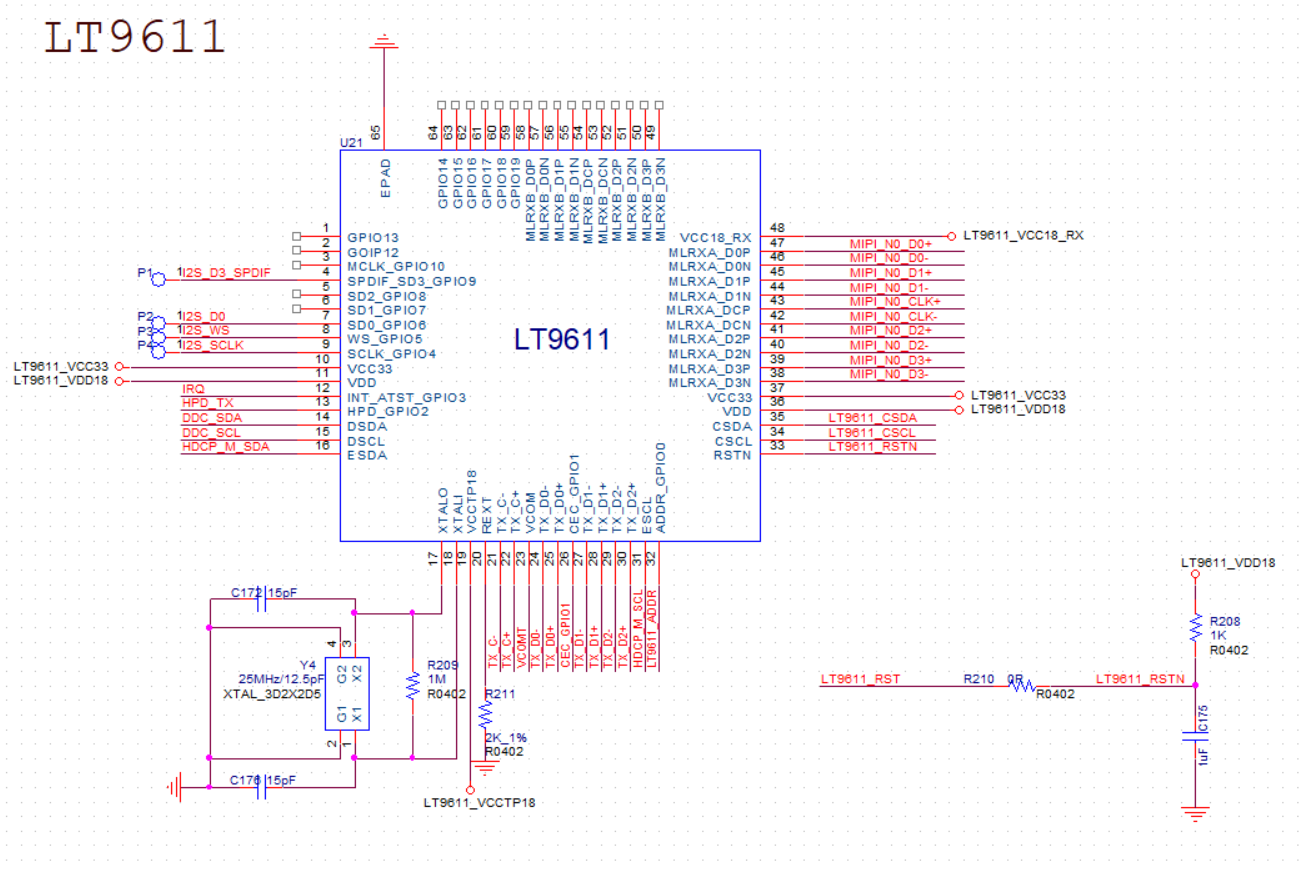 LT9611
U21
65
64
63
62
61
60
59
58
57
56
55
54
53
52
51
50
49
EPAD
GPIO14
GPIO15
GPIO16
GPIO17
GPIO18
GPIO19
MLRXB_D0P
MLRXB_D0N
MLRXB_D1P
MLRXB_D1N
MLRXB_DCP
MLRXB_DCN
MLRXB_D2P
MLRXB_D2N
MLRXB_D3P
MLRXB_D3N
1 GPIO13
2 GOIP12
3 MCLK_GPIO10
P1 1 I2S_D3_SPDIF 4 SPDIF_SD3_GPIO9
5 SD2_GPIO8
6 SD1_GPIO7
P2 1 I2S_D0 7 SD0_GPIO6
P3 1 I2S_WS 8 WS_GPIO5
P4 1 I2S_SCLK 9 SCLK_GPIO4
LT9611_VCC33 10 VCC33
LT9611_VDD18 11 VDD
IRQ 12 INT_ATST_GPIO3
HPD_TX 13 HPD_GPIO2
DDC_SDA 14 DSDA
DDC_SCL 15 DSCL
HDCP_M_SDA 16 ESDA
LT9611
VCC18_RX 48 LT9611_VCC18_RX
MLRXA_D0P 47 MIPI_N0_D0+
MLRXA_D0N 46 MIPI_N0_D0-
MLRXA_D1P 45 MIPI_N0_D1+
MLRXA_D1N 44 MIPI_N0_D1-
MLRXA_DCP 43 MIPI_N0_CLK+
MLRXA_DCN 42 MIPI_N0_CLK-
MLRXA_D2P 41 MIPI_N0_D2+
MLRXA_D2N 40 MIPI_N0_D2-
MLRXA_D3P 39 MIPI_N0_D3+
MLRXA_D3N 38 MIPI_N0_D3-
VCC33 37 LT9611_VCC33
VDD 36 LT9611_VDD18
CSDA 35 LT9611_CSDA
CSCL 34 LT9611_CSCL
RSTN 33 LT9611_RSTN
XTALO
XTALI
VCCTP18
REXT
TX_C-
TX_C+
VCOM
TX_D0-
TX_D0+
CEC_GPIO1
TX_D1-
TX_D1+
TX_D2-
TX_D2+
ESCL
ADDR_GPIO0
17
18
19
20
21
22
23
24
25
26
27
28
29
30
31
32
TX_C-
TX_C+
VCOMT
TX_D0-
TX_D0+
CEC_GPIO1
TX_D1-
TX_D1+
TX_D2-
TX_D2+
HDCP_M_SCL
LT9611_ADDR
C172 15pF
4
3
Y4
25MHz/12.5pF
XTAL_3D2X2D5
G2
X2
G1
X1
2
1
C176 15pF
R209
1M
R0402
R211
2K_1%
R0402
LT9611_VCCTP18
LT9611_VDD18
R208
1K
R0402
LT9611_RST
R210 0R
R0402
LT9611_RSTN
C175
1uF